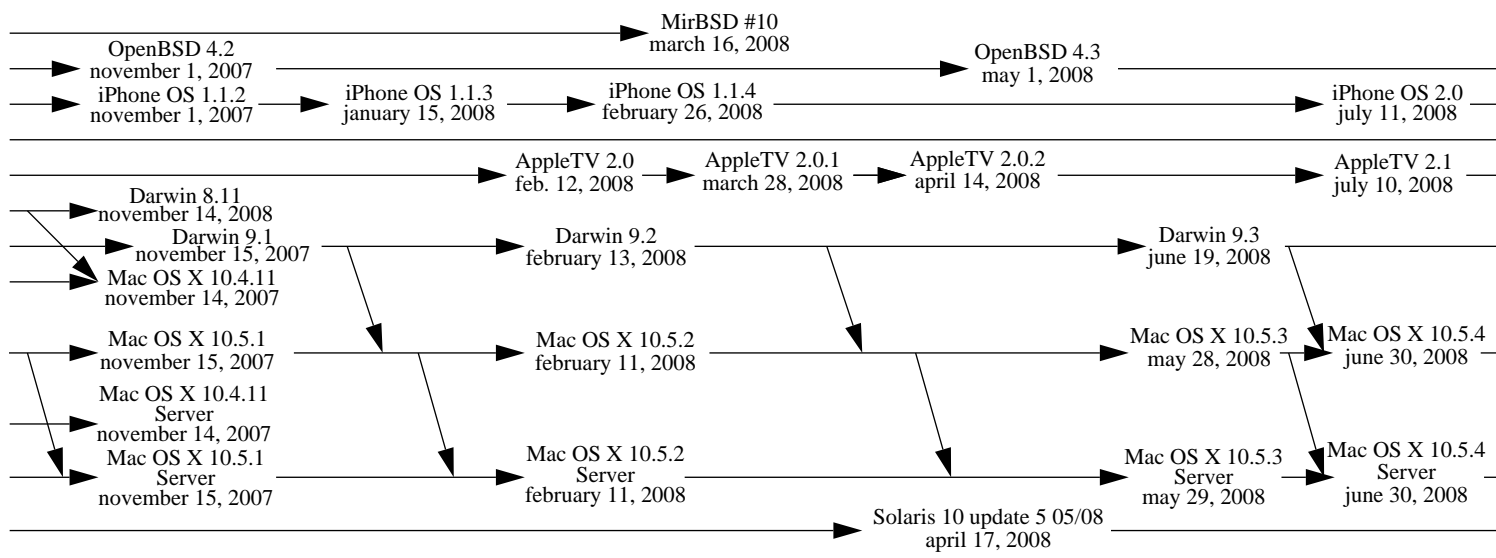 MirBSD #10
march 16, 2008
OpenBSD 4.2
november 1, 2007
OpenBSD 4.3
may 1, 2008
iPhone OS 1.1.2
november 1, 2007
iPhone OS 1.1.3
january 15, 2008
iPhone OS 1.1.4
february 26, 2008
iPhone OS 2.0
july 11, 2008
AppleTV 2.0
feb. 12, 2008
AppleTV 2.0.1
march 28, 2008
AppleTV 2.0.2
april 14, 2008
AppleTV 2.1
july 10, 2008
Darwin 8.11
november 14, 2008
Darwin 9.1
november 15, 2007
Darwin 9.2
february 13, 2008
Darwin 9.3
june 19, 2008
Mac OS X 10.4.11
november 14, 2007
Mac OS X 10.5.1
november 15, 2007
Mac OS X 10.5.2
february 11, 2008
Mac OS X 10.5.3
may 28, 2008
Mac OS X 10.5.4
june 30, 2008
Mac OS X 10.4.11
Server
november 14, 2007
Mac OS X 10.5.1
Server
november 15, 2007
Mac OS X 10.5.2
Server
february 11, 2008
Mac OS X 10.5.3
Server
may 29, 2008
Mac OS X 10.5.4
Server
june 30, 2008
Solaris 10 update 5 05/08
april 17, 2008